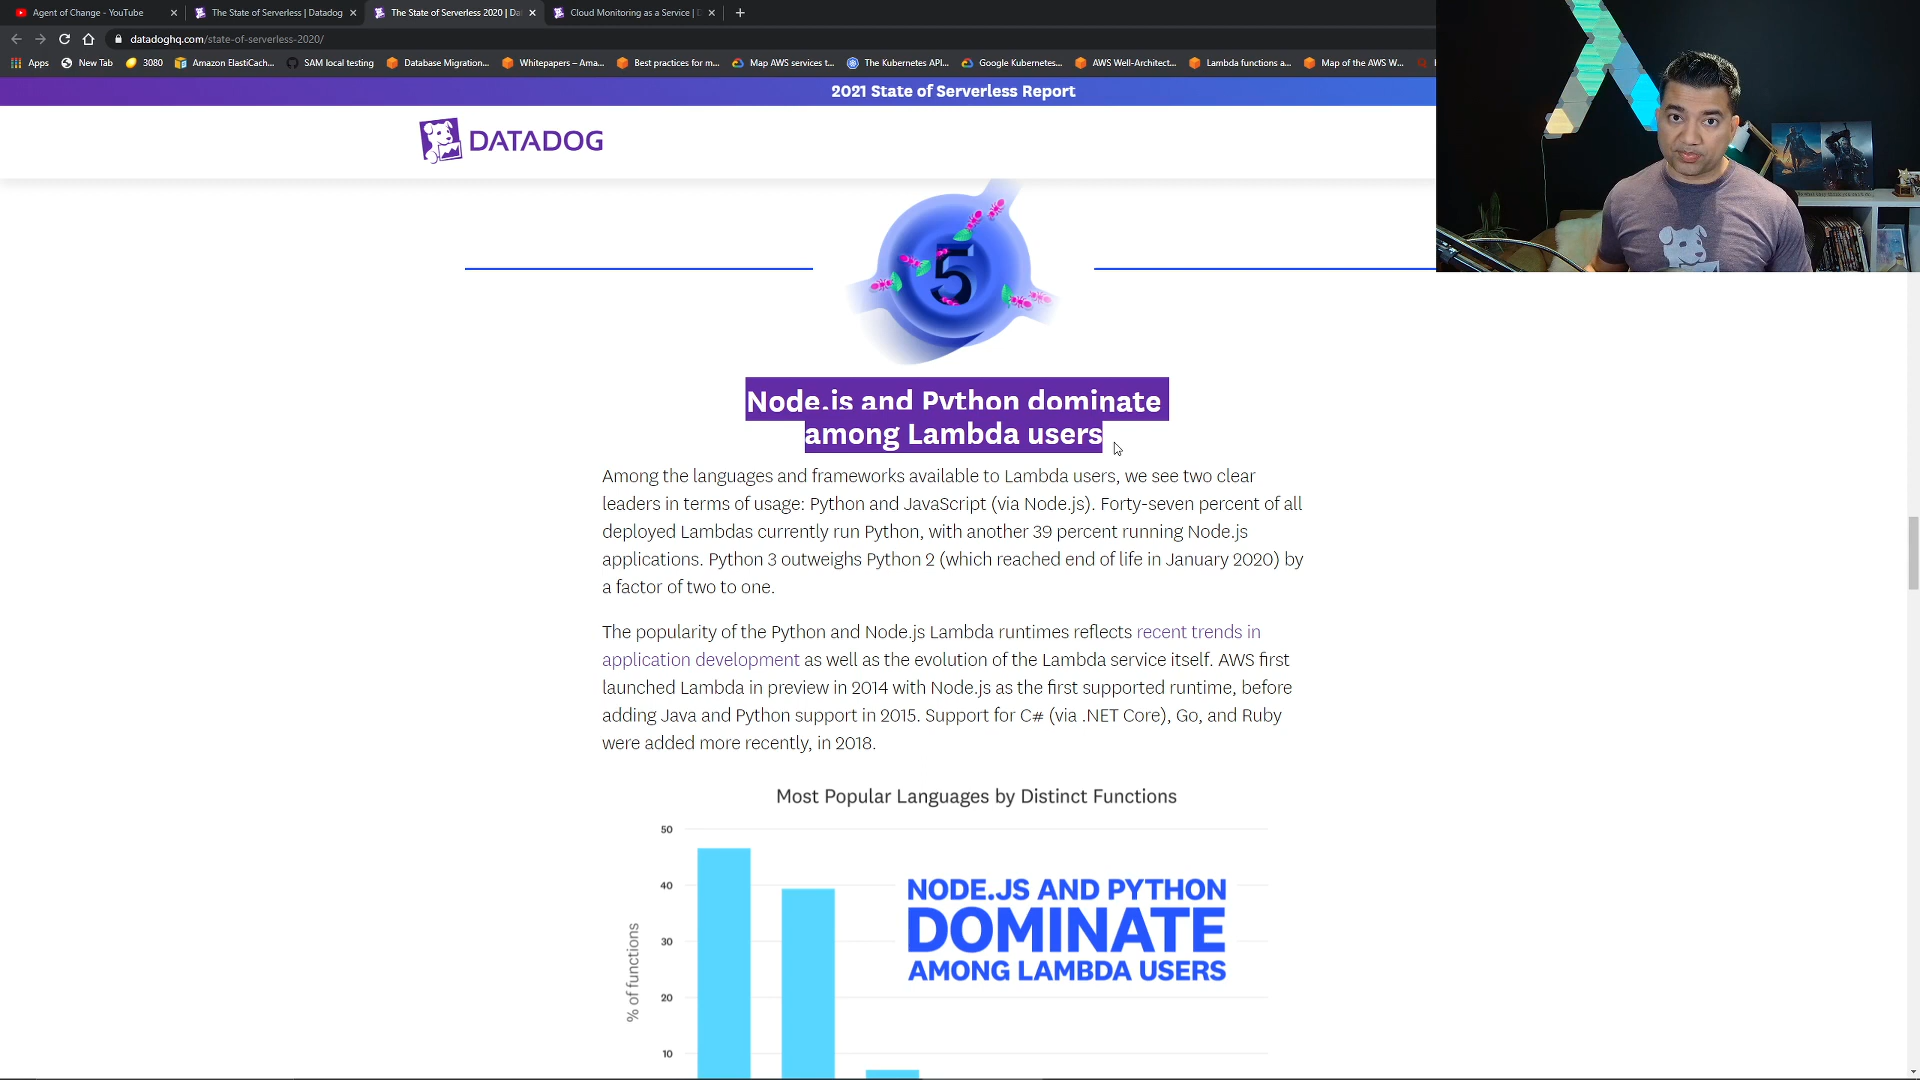 Agent of Change - YouTube
The State of Serverless | Datadog
The State of Serverless 2020 | Da
Cloud Monitoring as a Service | D
datadoghq.com/state-of-serverless-2020/
Apps
New Tab
3080
Amazon ElastiCach...
SAM local testing
Database Migration...
Whitepapers – Ama...
Best practices for m...
Map AWS services t...
The Kubernetes API...
Google Kubernetes...
AWS Well-Architect...
Lambda functions a...
Map of the AWS W...
2021 State of Serverless Report
DATADOG
5
Node.js and Python dominate
among Lambda users
Among the languages and frameworks available to Lambda users, we see two clear
leaders in terms of usage: Python and JavaScript (via Node.js). Forty-seven percent of all
deployed Lambdas currently run Python, with another 39 percent running Node.js
applications. Python 3 outweighs Python 2 (which reached end of life in January 2020) by
a factor of two to one.
The popularity of the Python and Node.js Lambda runtimes reflects recent trends in
application development as well as the evolution of the Lambda service itself. AWS first
launched Lambda in preview in 2014 with Node.js as the first supported runtime, before
adding Java and Python support in 2015. Support for C# (via .NET Core), Go, and Ruby
were added more recently, in 2018.
Most Popular Languages by Distinct Functions
50
40
30
20
10
% of functions
NODE.JS AND PYTHON
DOMINATE
AMONG LAMBDA USERS